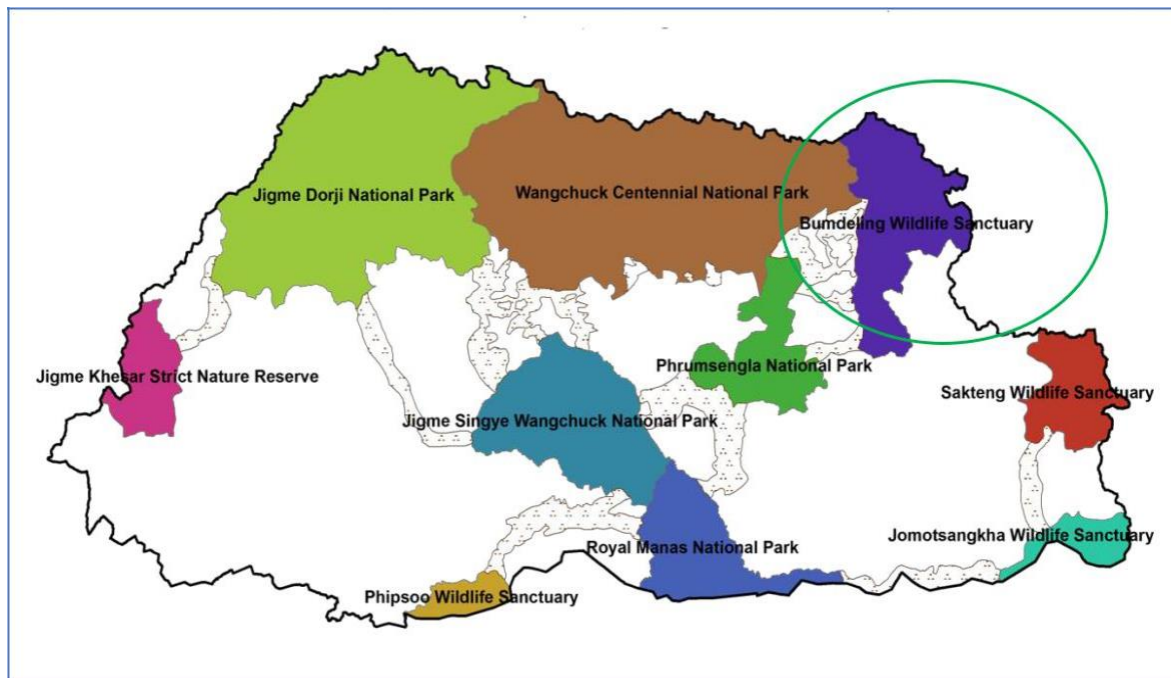 Jigme Dorji National Park
Wangchuck Centennial National Park
Bumdeling Wildlife Sanctuary
Phrumsengla National Park
Jigme Khesar Strict Nature Reserve
Sakteng Wildlife Sanctuary
Jigme Singye Wangchuck National Park
Jomotsangkha Wildlife Sanctuary
Royal Manas National Park
Phipsoo Wildlife Sanctuary